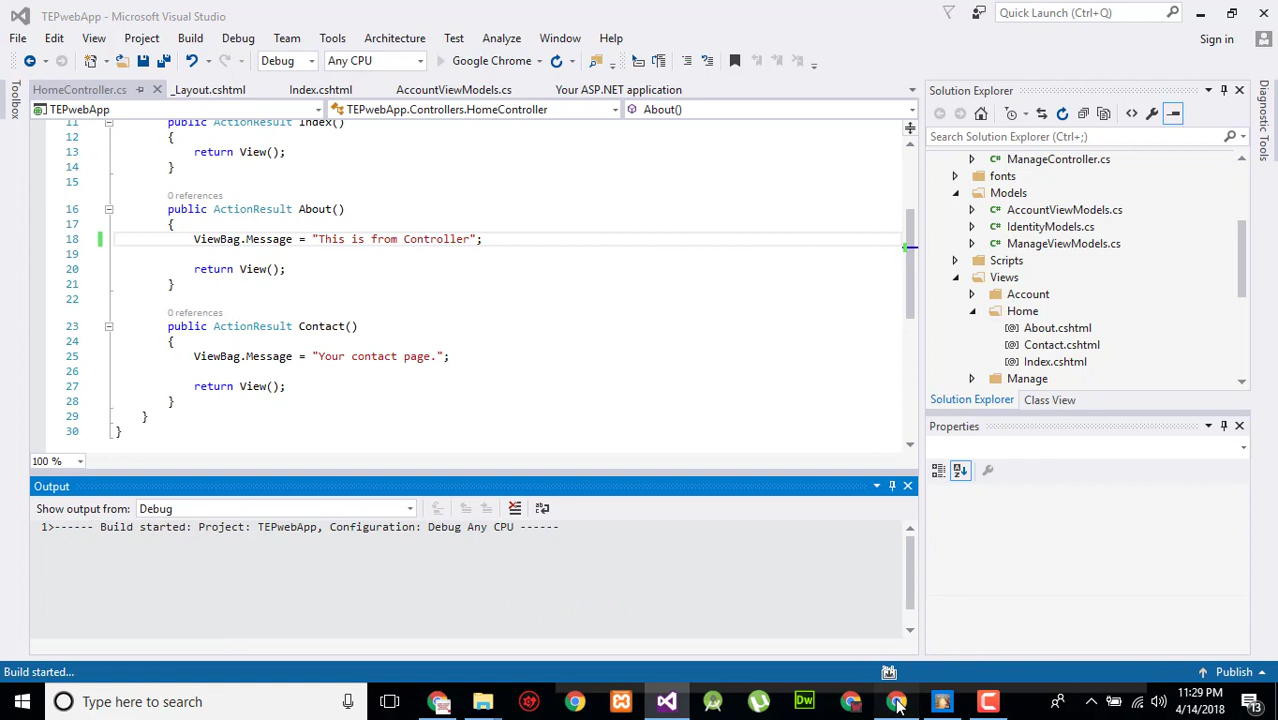 TEPwebApp - Microsoft Visual Studio
Quick Launch (Ctrl+Q)
File Edit View Project Build Debug Team Tools Architecture Test Analyze Window Help
Sign in
Debug Any CPU Google Chrome
Toolbox
HomeController.cs _Layout.cshtml Index.cshtml AccountViewModels.cs Your ASP.NET application
TEPwebApp TEPwebApp.Controllers.HomeController About()
11 public ActionResult Index()
12 {
13 return View();
14 }
15
0 references
16 public ActionResult About()
17 {
18 ViewBag.Message = "This is from Controller";
19
20 return View();
21 }
22
0 references
23 public ActionResult Contact()
24 {
25 ViewBag.Message = "Your contact page.";
26
27 return View();
28 }
29 }
30 }
100 %
Output
Show output from: Debug
1>------ Build started: Project: TEPwebApp, Configuration: Debug Any CPU ------
Solution Explorer
Search Solution Explorer (Ctrl+;)
ManageController.cs
fonts
Models
AccountViewModels.cs
IdentityModels.cs
ManageViewModels.cs
Scripts
Views
Account
Home
About.cshtml
Contact.cshtml
Index.cshtml
Manage
Solution Explorer Class View
Properties
Diagnostic Tools
Build started... Publish
Type here to search
Dw
11:29 PM
4/14/2018
13